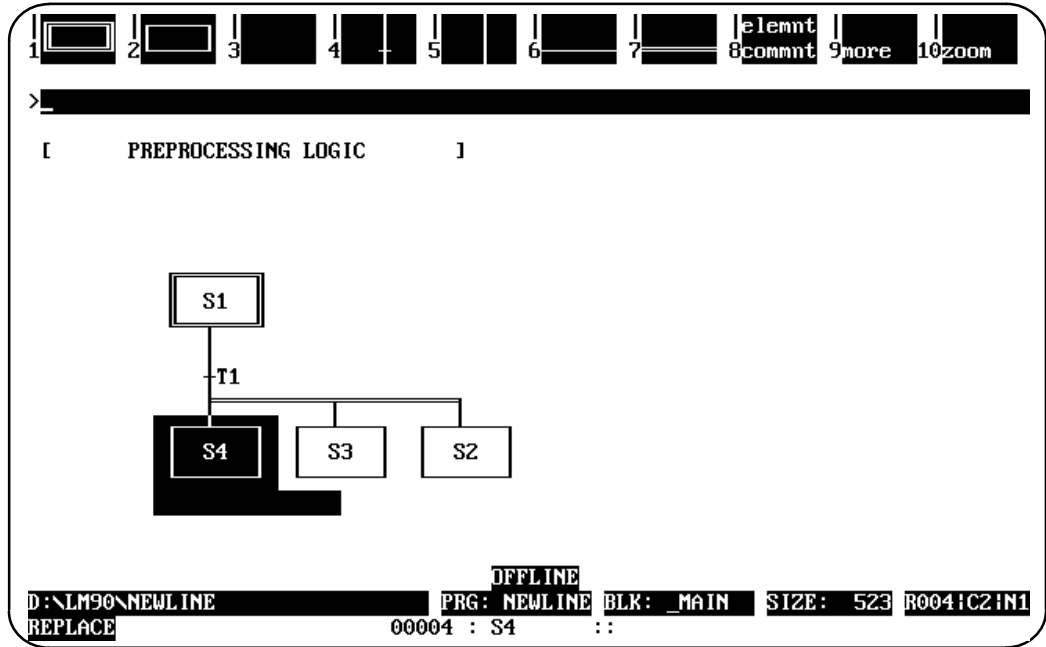 elemnt
1 2 3 4 5 6 7 8commnt 9more 10zoom
>_
[ PREPROCESSING LOGIC ]
S1
T1
S4 S3 S2
OFFLINE
D:\LM90\NEWLINE PRG: NEWLINE BLK: _MAIN SIZE: 523 R004|C2|N1
REPLACE 00004 : S4 ::